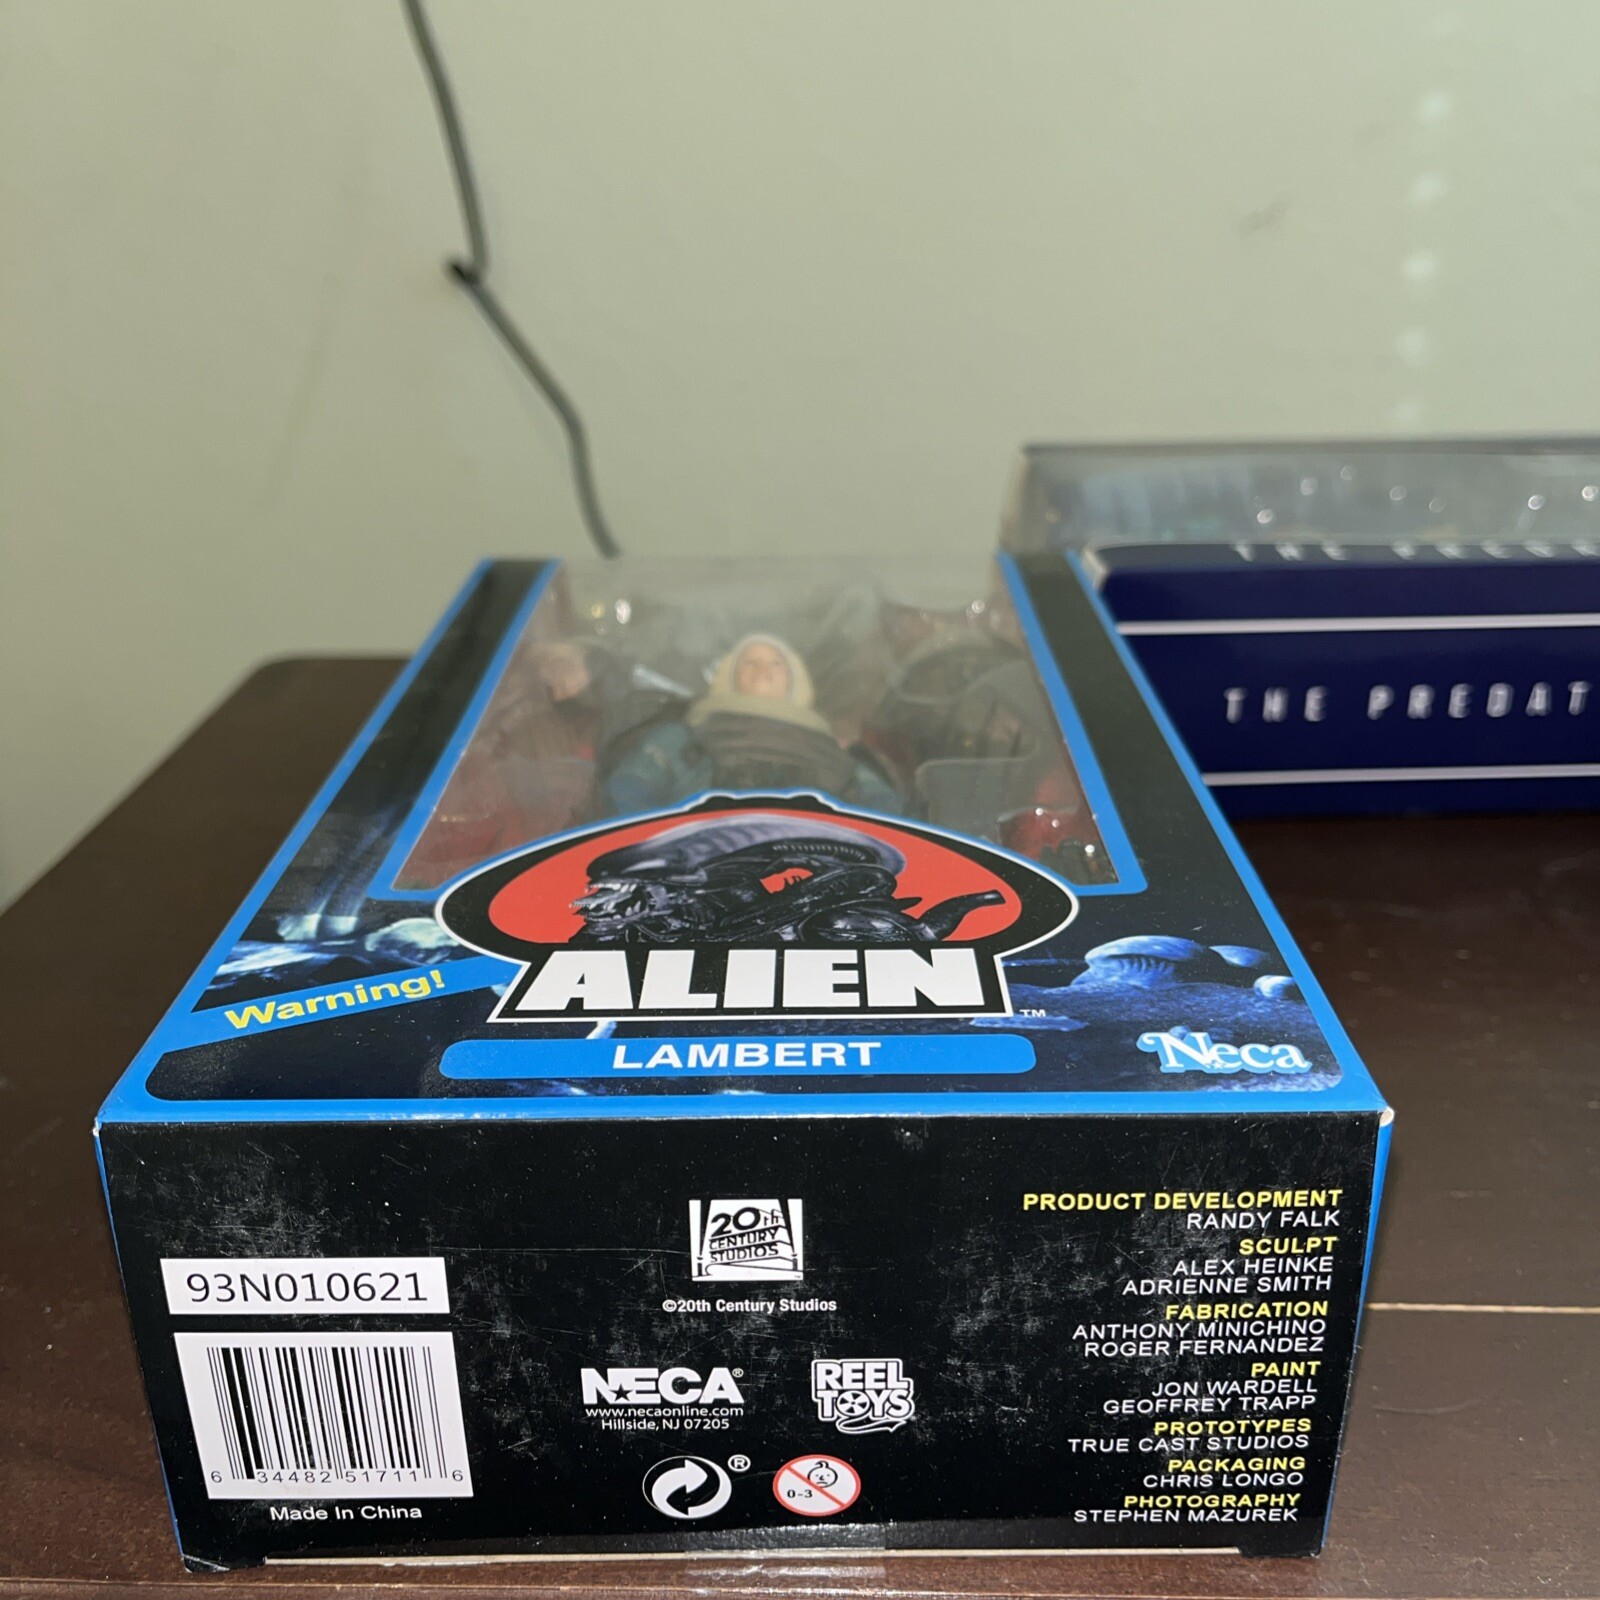 THE PREDAT
Warning!
ALIEN
TM
LAMBERT
Neca
93N010621
6 34482 51711 6
Made In China
20th
CENTURY
STUDIOS
©20th Century Studios
NECA®
www.necaonline.com
Hillside, NJ 07205
REEL
TOYS
®
0-3
PRODUCT DEVELOPMENT
RANDY FALK
SCULPT
ALEX HEINKE
ADRIENNE SMITH
FABRICATION
ANTHONY MINICHINO
ROGER FERNANDEZ
PAINT
JON WARDELL
GEOFFREY TRAPP
PROTOTYPES
TRUE CAST STUDIOS
PACKAGING
CHRIS LONGO
PHOTOGRAPHY
STEPHEN MAZUREK